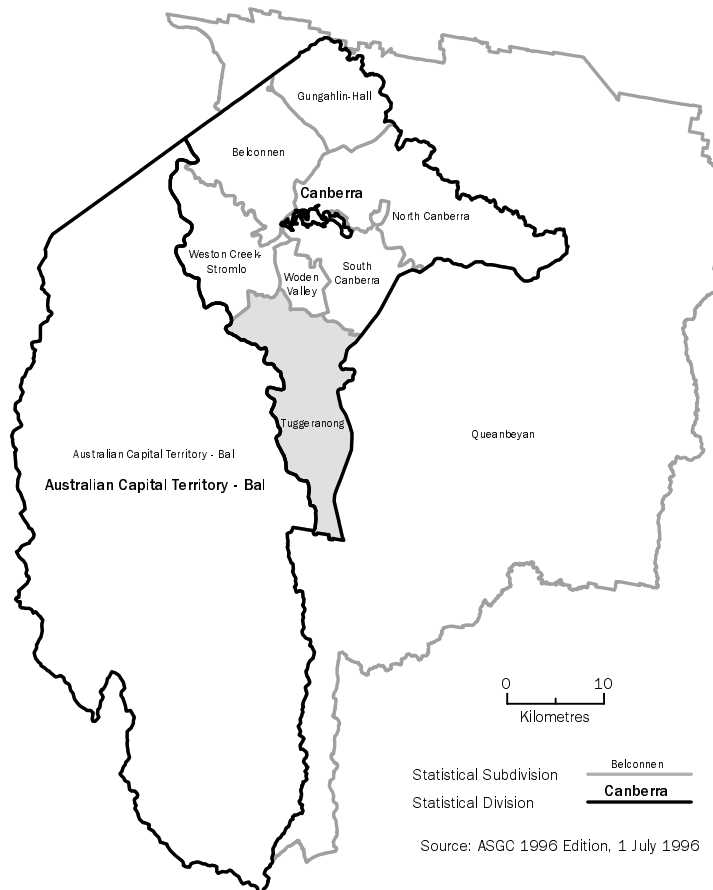 Gungahlin-Hall
Belconnen
Canberra
North Canberra
Weston Creek-
Stromlo
Woden
Valley
South
Canberra
Tuggeranong
Queanbeyan
Australian Capital Territory - Bal
Australian Capital Territory - Bal
0 10
Kilometres
Statistical Subdivision Belconnen
Statistical Division Canberra
Source: ASGC 1996 Edition, 1 July 1996